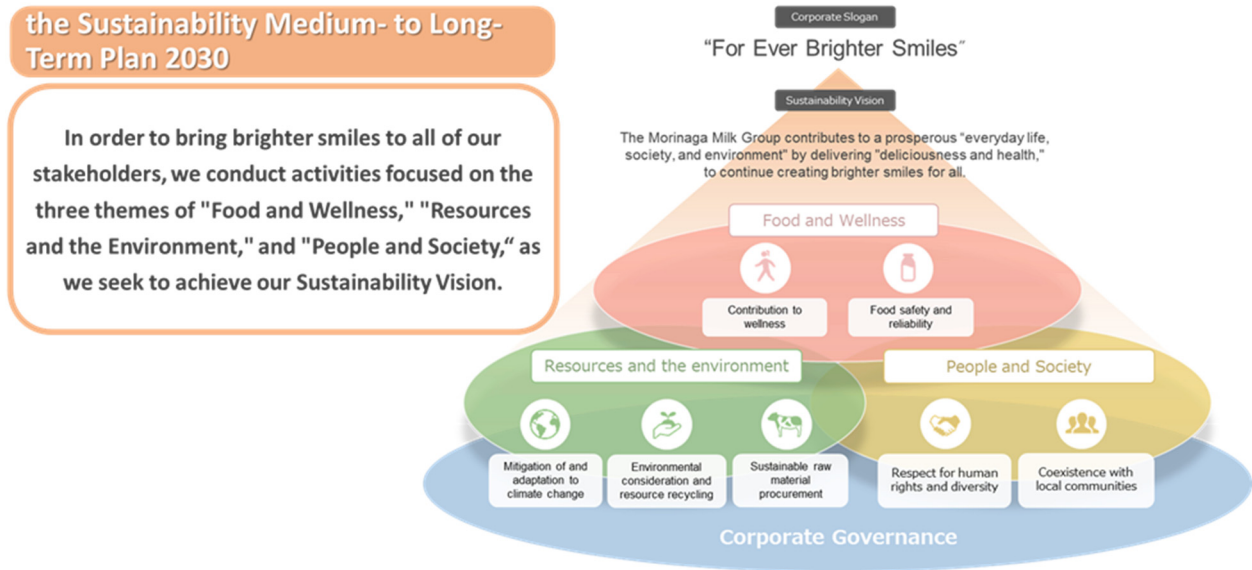 the Sustainability Medium- to Long-
Term Plan 2030
In order to bring brighter smiles to all of our
stakeholders, we conduct activities focused on the
three themes of "Food and Wellness," "Resources
and the Environment," and "People and Society,“ as
we seek to achieve our Sustainability Vision.
Corporate Slogan
“For Ever Brighter Smiles”
Sustainability Vision
The Morinaga Milk Group contributes to a prosperous "everyday life,
society, and environment" by delivering "deliciousness and health,"
to continue creating brighter smiles for all.
Food and Wellness
Contribution to
wellness
Food safety and
reliability
Resources and the environment
Mitigation of and
adaptation to
climate change
Environmental
consideration and
resource recycling
Sustainable raw
material
procurement
People and Society
Respect for human
rights and diversity
Coexistence with
local communities
Corporate Governance